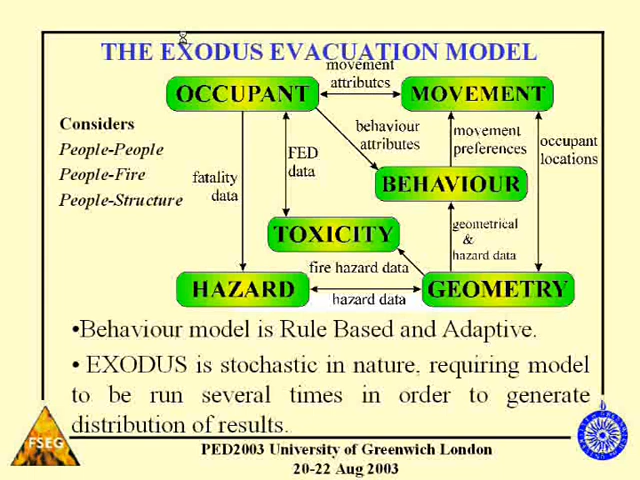 THE EXODUS EVACUATION MODEL
movement
attributes
OCCUPANT
MOVEMENT
Considers
People-People
People-Fire
People-Structure
behaviour
attributes
movement
preferences
occupant
locations
FED
data
fatality
data
BEHAVIOUR
TOXICITY
geometrical
&
hazard data
fire hazard data
HAZARD
hazard data
GEOMETRY
•Behaviour model is Rule Based and Adaptive.
• EXODUS is stochastic in nature, requiring model
to be run several times in order to generate
distribution of results.
FSEG
PED2003 University of Greenwich London
20-22 Aug 2003